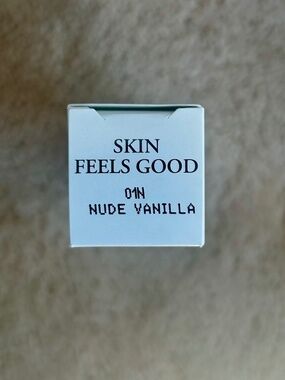 SKIN
FEELS GOOD
01N
NUDE VANILLA